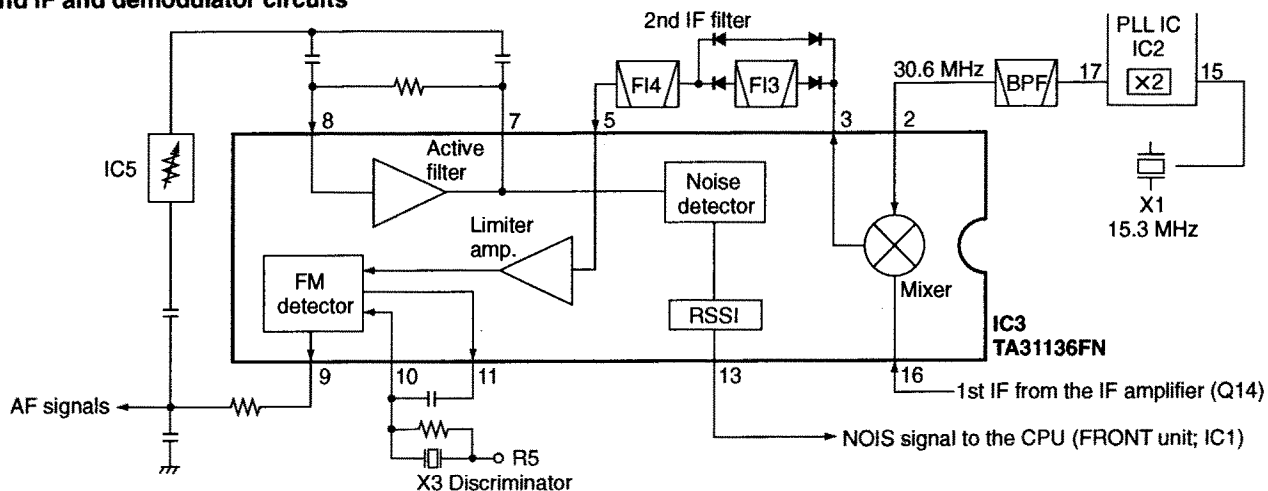 nd IF and demodulator circuits
2nd IF filter
PLL IC
IC2
X2
30.6 MHz
BPF
17
15
FI4
FI3
8
7
5
3
2
IC5
Active
filter
Noise
detector
X1
15.3 MHz
Limiter
amp.
FM
detector
Mixer
RSSI
IC3
TA31136FN
9
10
11
13
16
AF signals
1st IF from the IF amplifier (Q14)
NOIS signal to the CPU (FRONT unit; IC1)
R5
X3 Discriminator